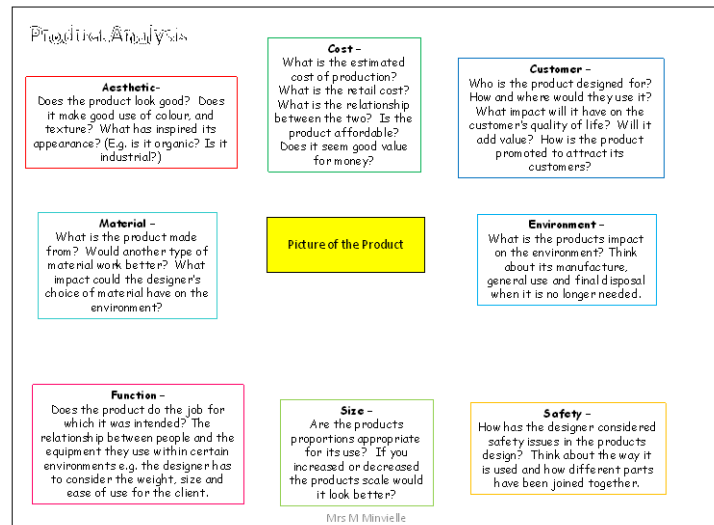 Product Analysis
Cost –
What is the estimated
cost of production?
What is the retail cost?
What is the relationship
between the two? Is the
product affordable?
Does it seem good value
for money?
Aesthetic-
Does the product look good? Does
it make good use of colour, and
texture? What has inspired its
appearance? (E.g. is it organic? Is it
industrial?)
Customer –
Who is the product designed for?
How and where would they use it?
What impact will it have on the
customer's quality of life? Will it
add value? How is the product
promoted to attract its
customers?
Material –
What is the product made
from? Would another type of
material work better? What
impact could the designer's
choice of material have on the
environment?
Picture of the Product
Environment –
What is the products impact
on the environment? Think
about its manufacture,
general use and final disposal
when it is no longer needed.
Function –
Does the product do the job for
which it was intended? The
relationship between people and the
equipment they use within certain
environments e.g. the designer has
to consider the weight, size and
ease of use for the client.
Size –
Are the products
proportions appropriate
for its use? If you
increased or decreased
the products scale would
it look better?
Safety –
How has the designer considered
safety issues in the products
design? Think about the way it
is used and how different parts
have been joined together.
Mrs M Minvielle